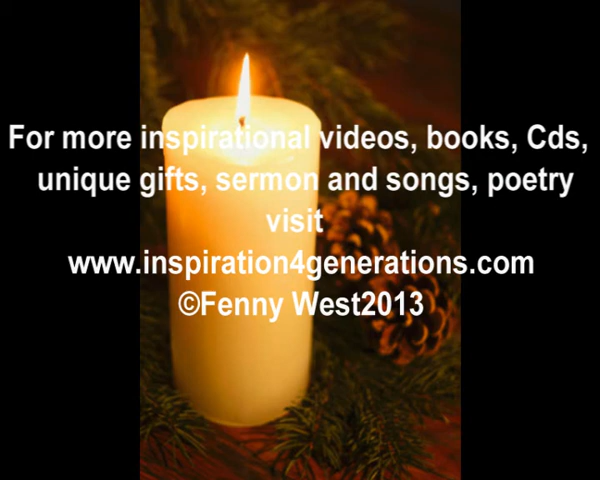 For more inspirational videos, books, Cds,
unique gifts, sermon and songs, poetry
visit
www.inspiration4generations.com
©Fenny West2013